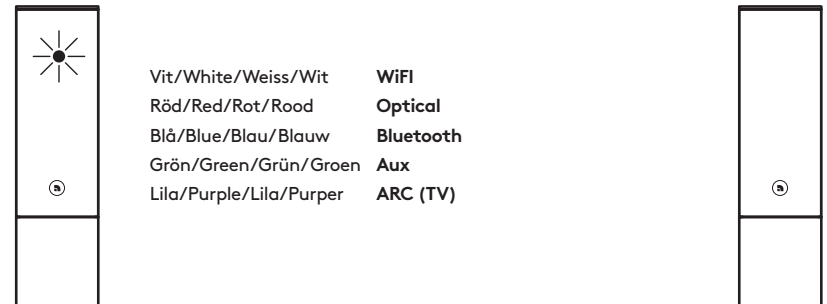 Vit/White/Weiss/Wit WiFI
Röd/Red/Rot/Rood Optical
Blå/Blue/Blau/Blauw Bluetooth
Grön/Green/Grün/Groen Aux
Lila/Purple/Lila/Purper ARC (TV)